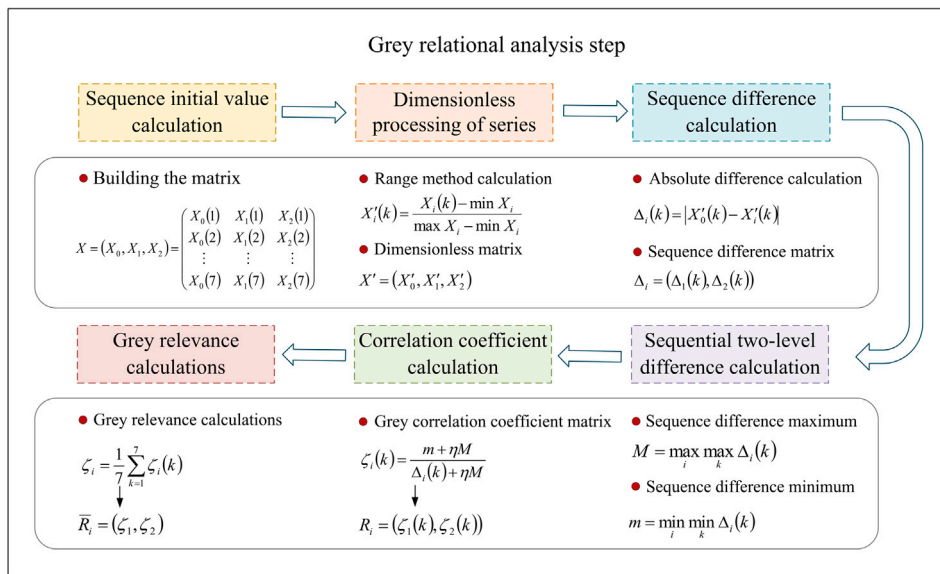 Grey relational analysis step
Sequence initial value
calculation
Dimensionless
processing of series
Sequence difference
calculation
• Building the matrix
X = (X₀, X₁, X₂) = 
X₀(1) X₁(1) X₂(1)
X₀(2) X₁(2) X₂(2)
⋮ ⋮ ⋮
X₀(7) X₁(7) X₂(7)
• Range method calculation
X′ᵢ(k) = (Xᵢ(k) − min Xᵢ) / (max Xᵢ − min Xᵢ)
• Dimensionless matrix
X′ = (X′₀, X′₁, X′₂)
• Absolute difference calculation
Δᵢ(k) = |X′₀(k) − X′ᵢ(k)|
• Sequence difference matrix
Δᵢ = (Δ₁(k), Δ₂(k))
Sequential two-level
difference calculation
Correlation coefficient
calculation
Grey relevance
calculations
• Grey relevance calculations
ζᵢ = 1/7 ∑ₖ₌₁⁷ ζᵢ(k)
R̅ᵢ = (ζ₁, ζ₂)
• Grey correlation coefficient matrix
ζᵢ(k) = (m + ηM) / (Δᵢ(k) + ηM)
Rᵢ = (ζ₁(k), ζ₂(k))
• Sequence difference maximum
M = max_i max_k Δᵢ(k)
• Sequence difference minimum
m = min_i min_k Δᵢ(k)